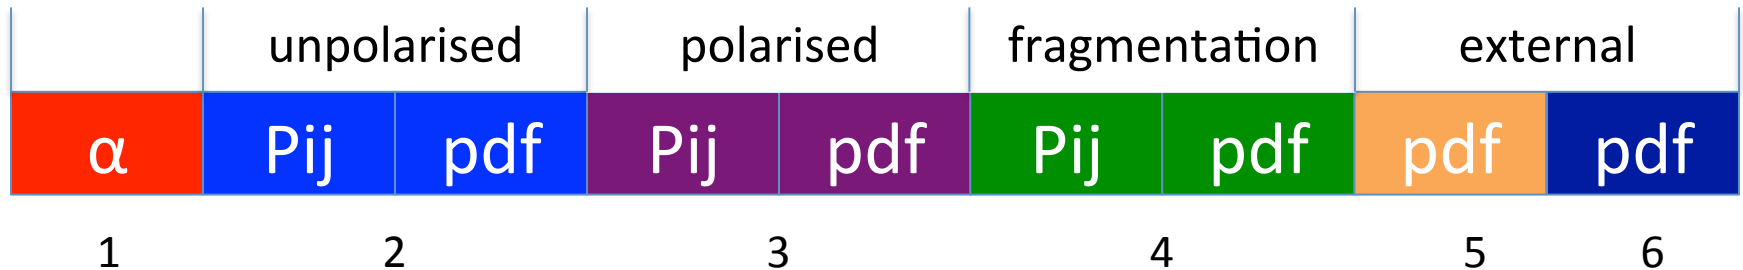 unpolarised polarised fragmentation external
α Pij pdf Pij pdf Pij pdf pdf pdf
1 2 3 4 5 6